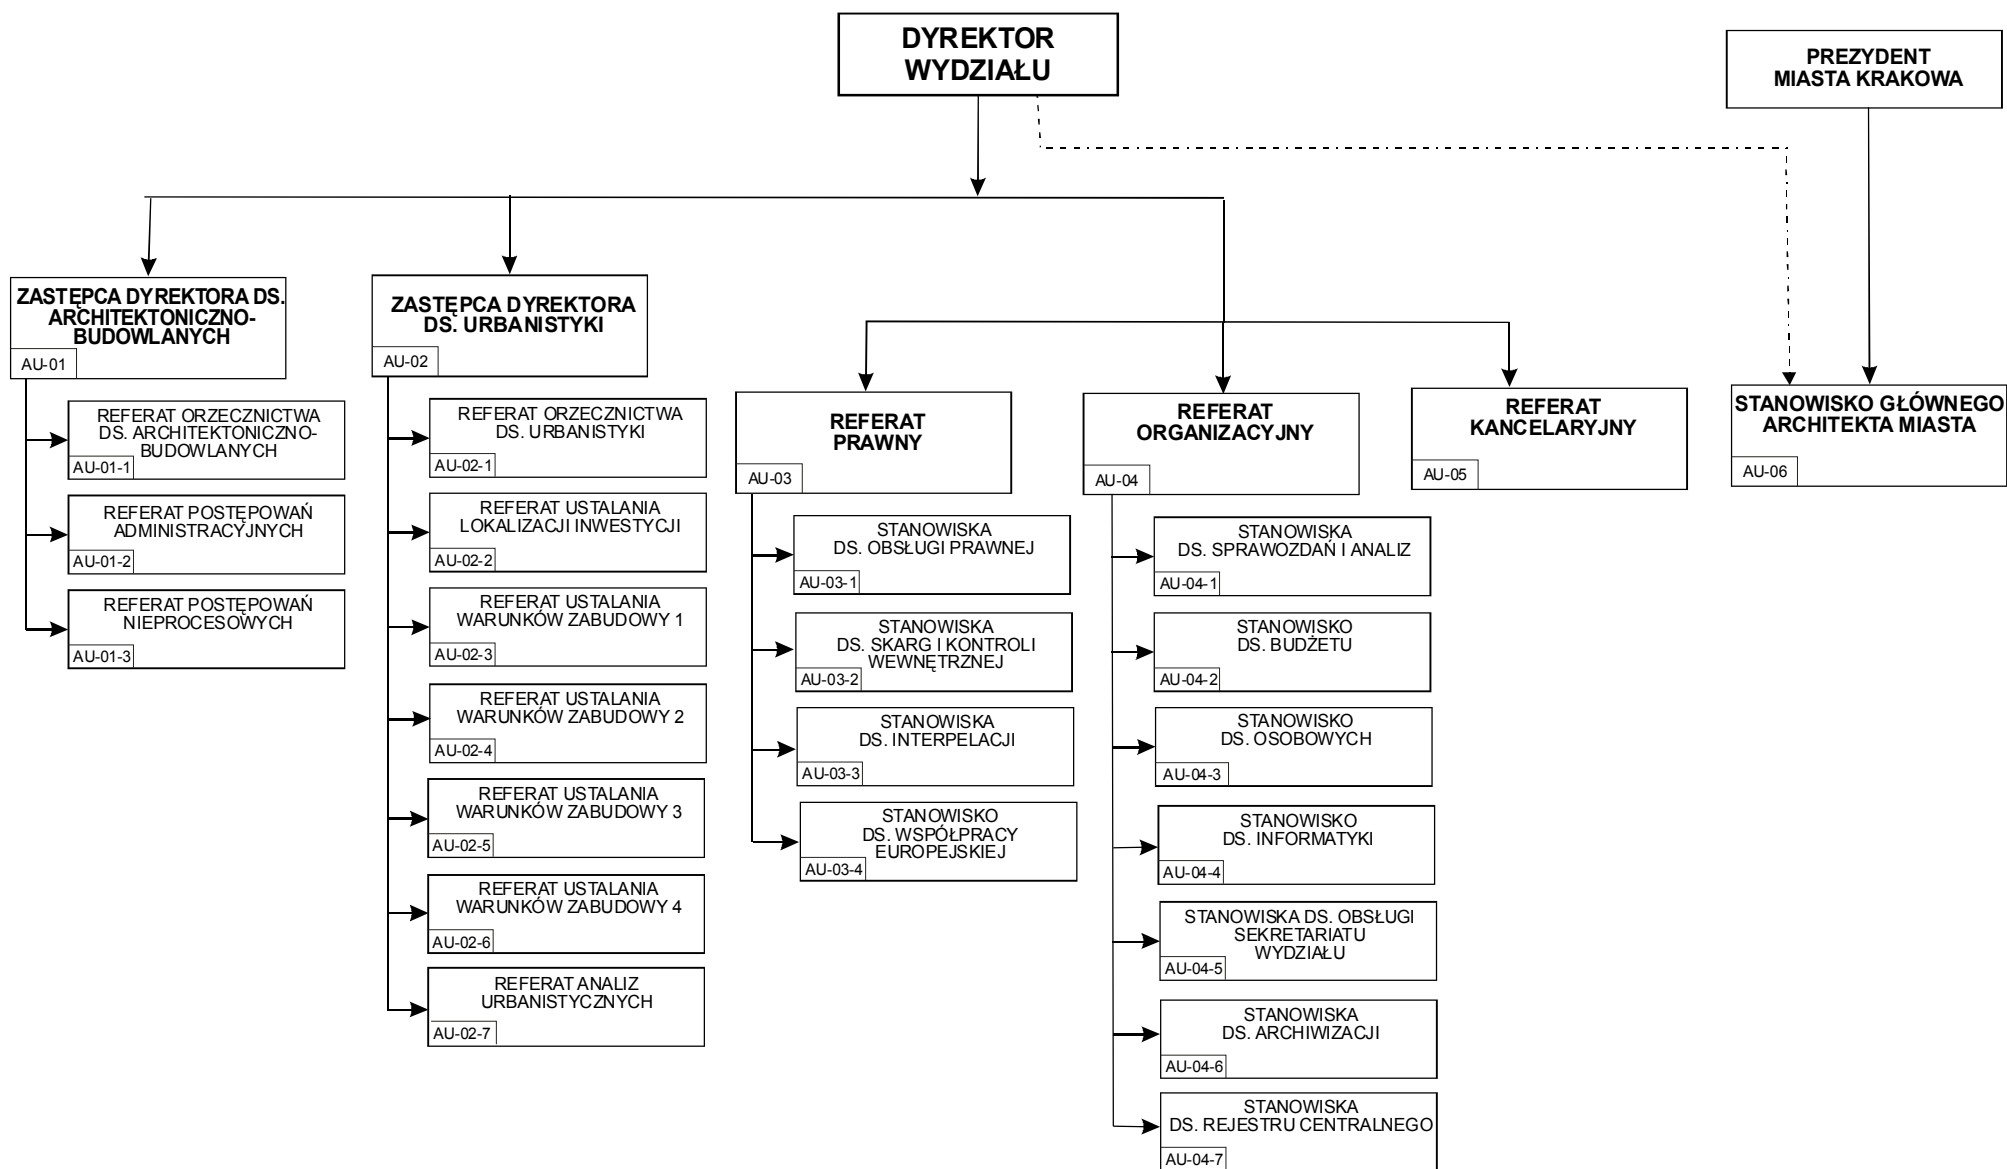 DYREKTOR
WYDZIAŁU
PREZYDENT
MIASTA KRAKOWA
ZASTĘPCA DYREKTORA DS.
ARCHITEKTONICZNO-
BUDOWLANYCH
AU-01
REFERAT ORZECZNICTWA
DS. ARCHITEKTONICZNO-
BUDOWLANYCH
AU-01-1
REFERAT POSTĘPOWAŃ
ADMINISTRACYJNYCH
AU-01-2
REFERAT POSTĘPOWAŃ
NIEPROCESOWYCH
AU-01-3
ZASTĘPCA DYREKTORA
DS. URBANISTYKI
AU-02
REFERAT ORZECZNICTWA
DS. URBANISTYKI
AU-02-1
REFERAT USTALANIA
LOKALIZACJI INWESTYCJI
AU-02-2
REFERAT USTALANIA
WARUNKÓW ZABUDOWY 1
AU-02-3
REFERAT USTALANIA
WARUNKÓW ZABUDOWY 2
AU-02-4
REFERAT USTALANIA
WARUNKÓW ZABUDOWY 3
AU-02-5
REFERAT USTALANIA
WARUNKÓW ZABUDOWY 4
AU-02-6
REFERAT ANALIZ
URBANISTYCZNYCH
AU-02-7
REFERAT
PRAWNY
AU-03
STANOWISKA
DS. OBSŁUGI PRAWNEJ
AU-03-1
STANOWISKA
DS. SKARG I KONTROLI
WEWNĘTRZNEJ
AU-03-2
STANOWISKA
DS. INTERPELACJI
AU-03-3
STANOWISKO
DS. WSPÓŁPRACY
EUROPEJSKIEJ
AU-03-4
REFERAT
ORGANIZACYJNY
AU-04
STANOWISKA
DS. SPRAWOZDAŃ I ANALIZ
AU-04-1
STANOWISKO
DS. BUDŻETU
AU-04-2
STANOWISKO
DS. OSOBOWYCH
AU-04-3
STANOWISKO
DS. INFORMATYKI
AU-04-4
STANOWISKA DS. OBSŁUGI
SEKRETARIATU
WYDZIAŁU
AU-04-5
STANOWISKA
DS. ARCHIWIZACJI
AU-04-6
STANOWISKA
DS. REJESTRU CENTRALNEGO
AU-04-7
REFERAT
KANCELARYJNY
AU-05
STANOWISKO GŁÓWNEGO
ARCHITEKTA MIASTA
AU-06